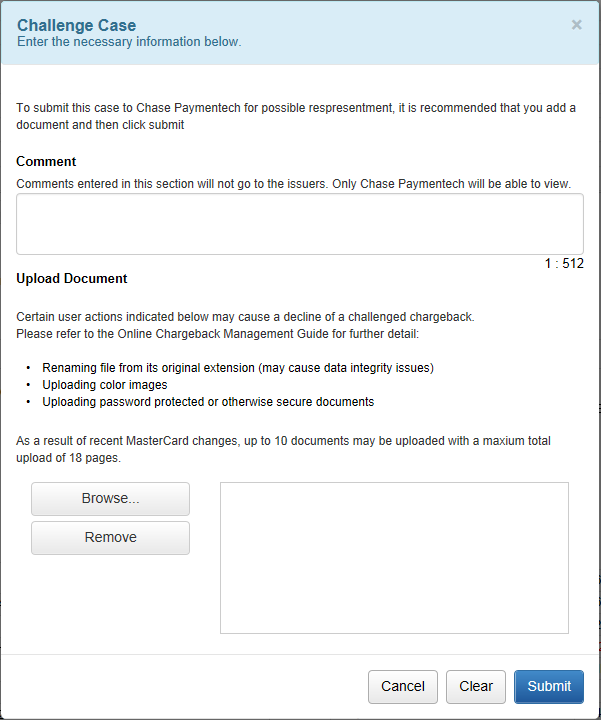 Challenge Case
Enter the necessary information below.
×
To submit this case to Chase Paymentech for possible respresentment, it is recommended that you add a
document and then click submit
Comment
Comments entered in this section will not go to the issuers. Only Chase Paymentech will be able to view.
1 : 512
Upload Document
Certain user actions indicated below may cause a decline of a challenged chargeback.
Please refer to the Online Chargeback Management Guide for further detail:
• Renaming file from its original extension (may cause data integrity issues)
• Uploading color images
• Uploading password protected or otherwise secure documents
As a result of recent MasterCard changes, up to 10 documents may be uploaded with a maxium total
upload of 18 pages.
Browse...
Remove
Cancel Clear Submit